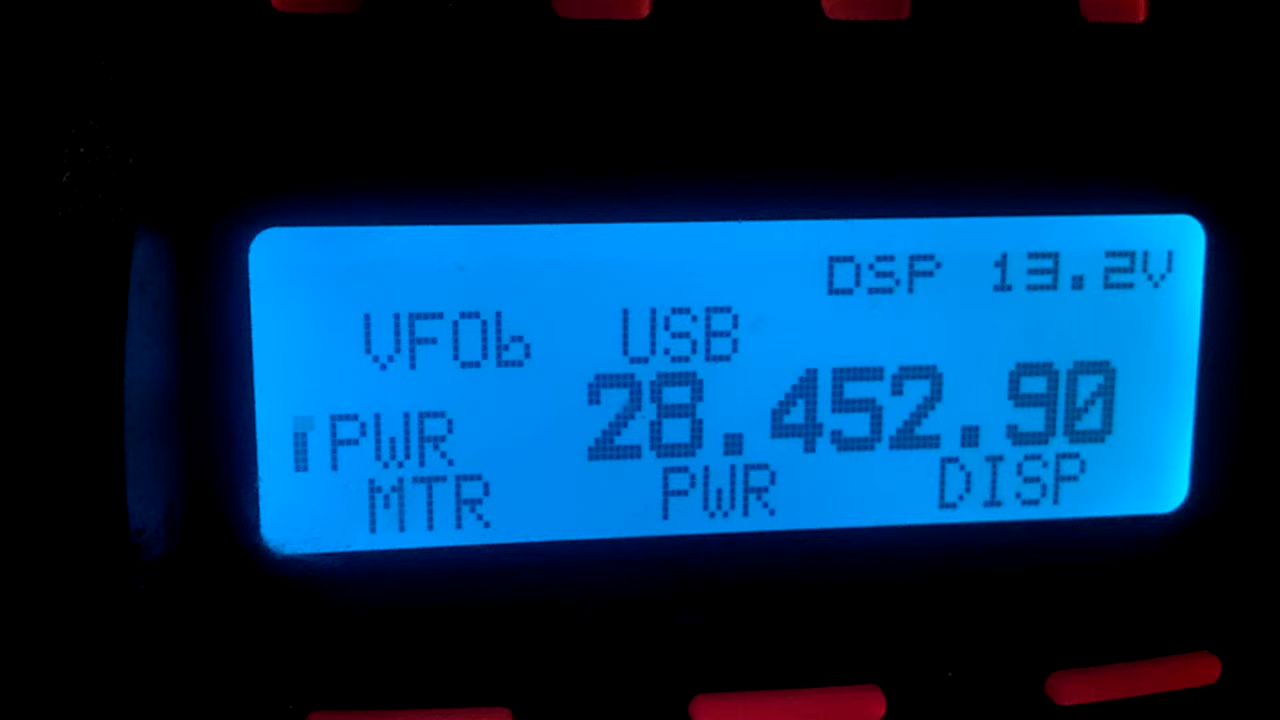 DSP 13.2V
VFOb USB
28.452.90
PWR
MTR PWR DISP